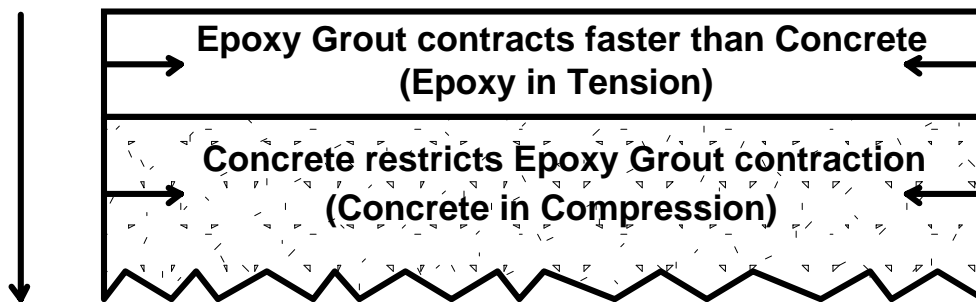 Epoxy Grout contracts faster than Concrete
(Epoxy in Tension)
Concrete restricts Epoxy Grout contraction
(Concrete in Compression)